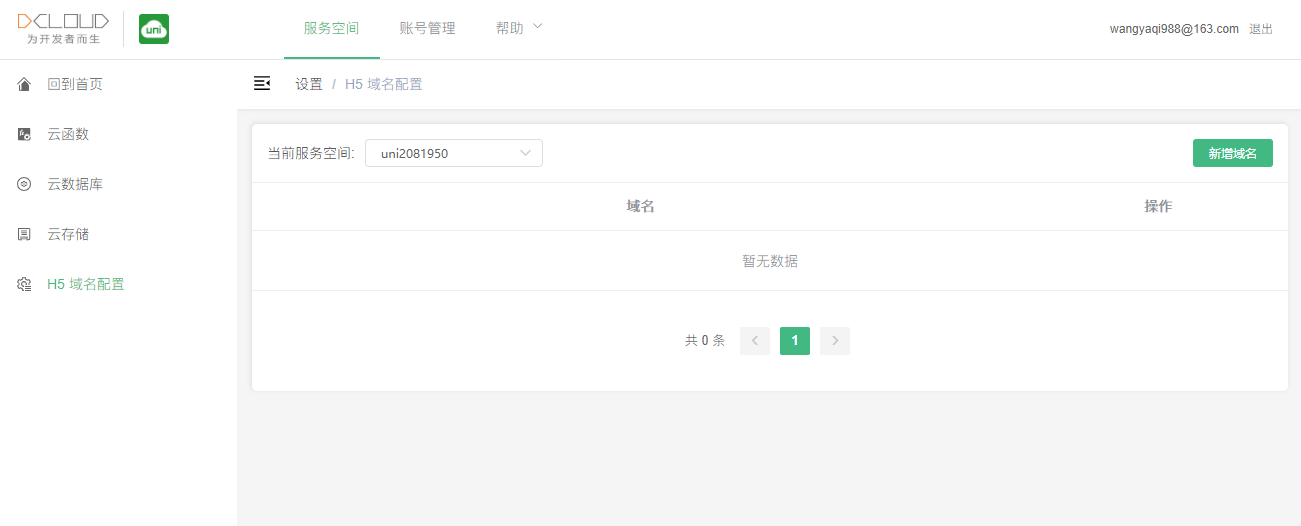 DCLOUD
为开发者而生
uni
服务空间
账号管理
帮助
wangyaqi988@163.com 退出
回到首页
云函数
云数据库
云存储
H5 域名配置
设置 / H5 域名配置
当前服务空间: uni2081950
新增域名
域名 操作
暂无数据
共 0 条 1